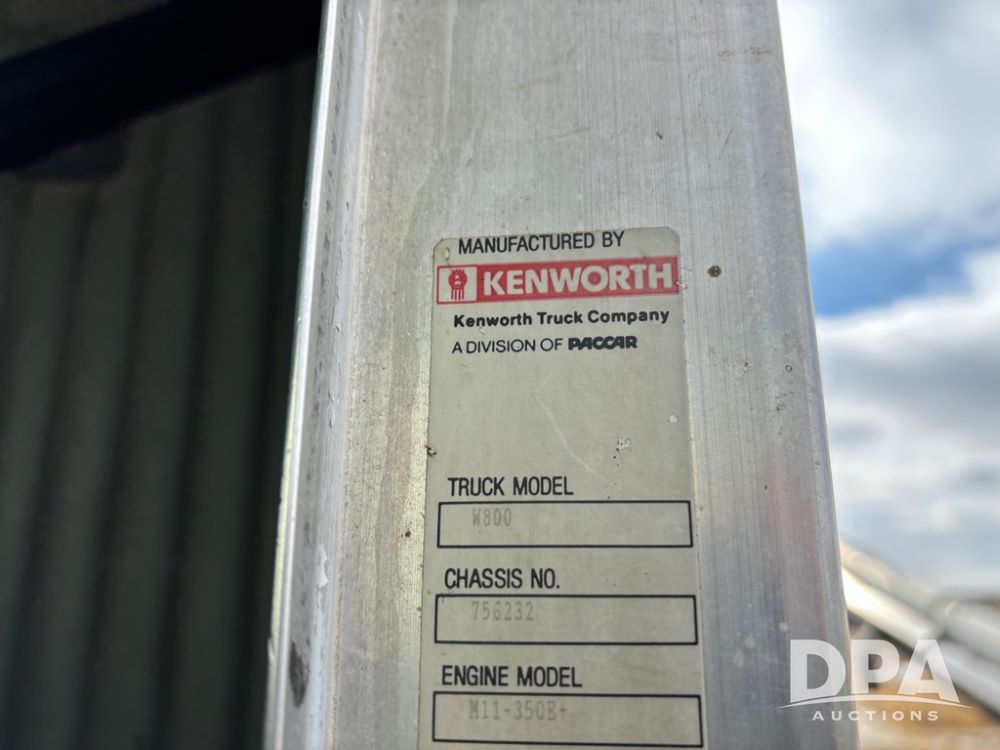 MANUFACTURED BY
KENWORTH
Kenworth Truck Company
A DIVISION OF PACCAR
TRUCK MODEL
W800
CHASSIS NO.
756232
ENGINE MODEL
M11-350E+
DPA
AUCTIONS